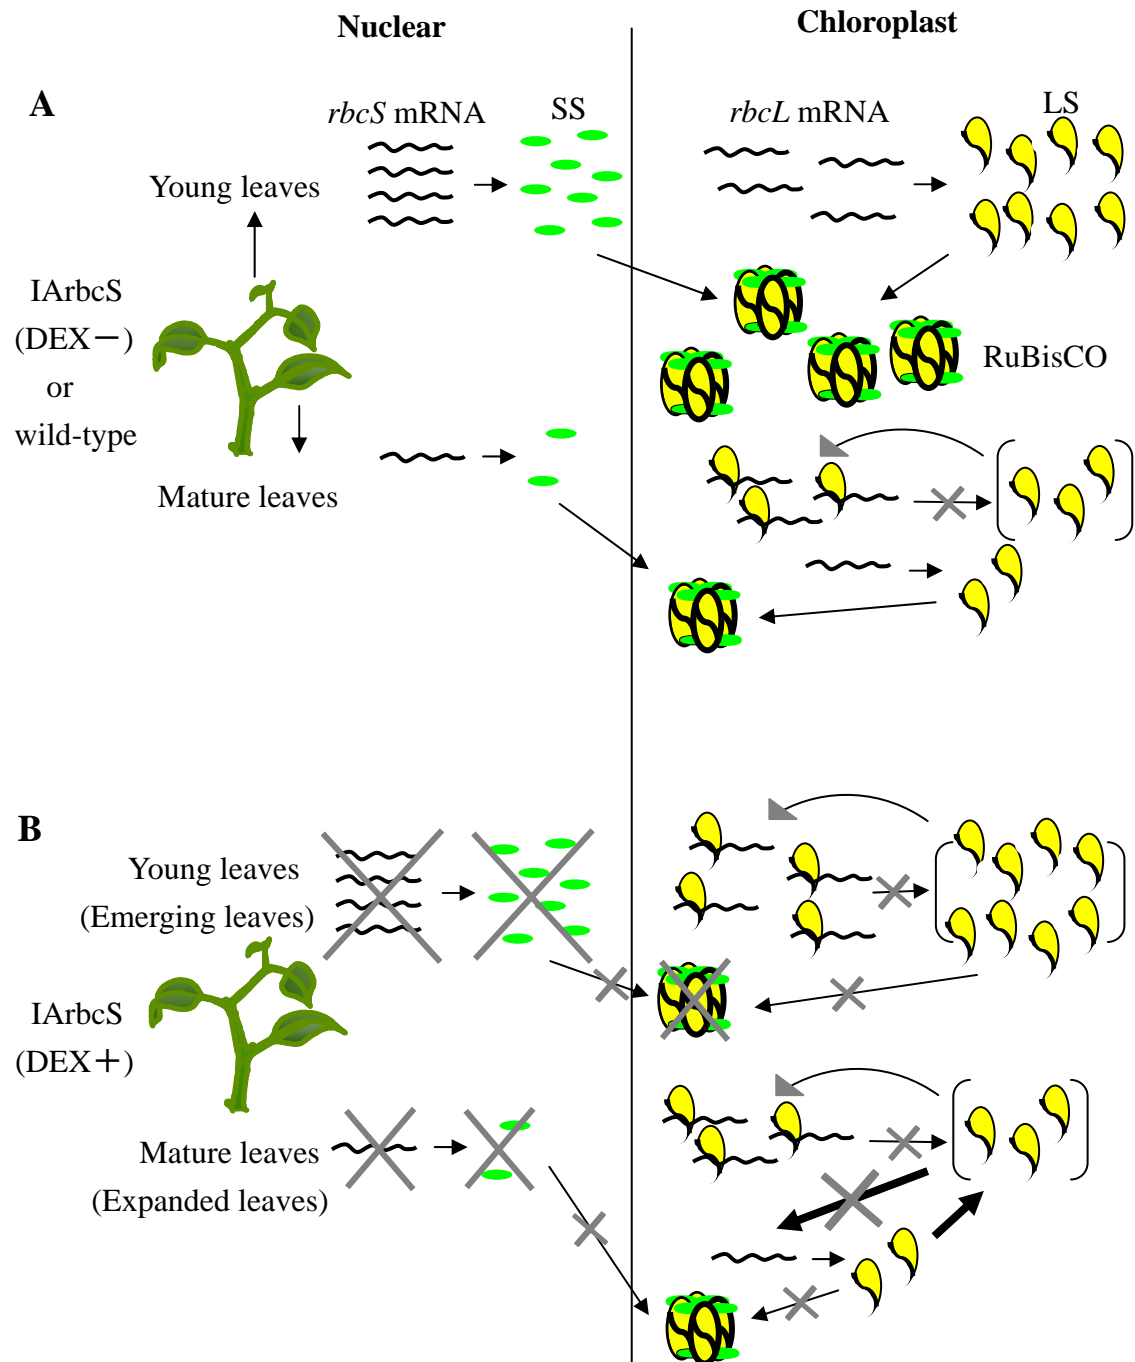 Nuclear
Chloroplast
A
rbcS mRNA
SS
rbcL mRNA
LS
Young leaves
IArbcS
(DEX－)
or
wild-type
RuBisCO
Mature leaves
B
Young leaves
(Emerging leaves)
IArbcS
(DEX＋)
Mature leaves
(Expanded leaves)